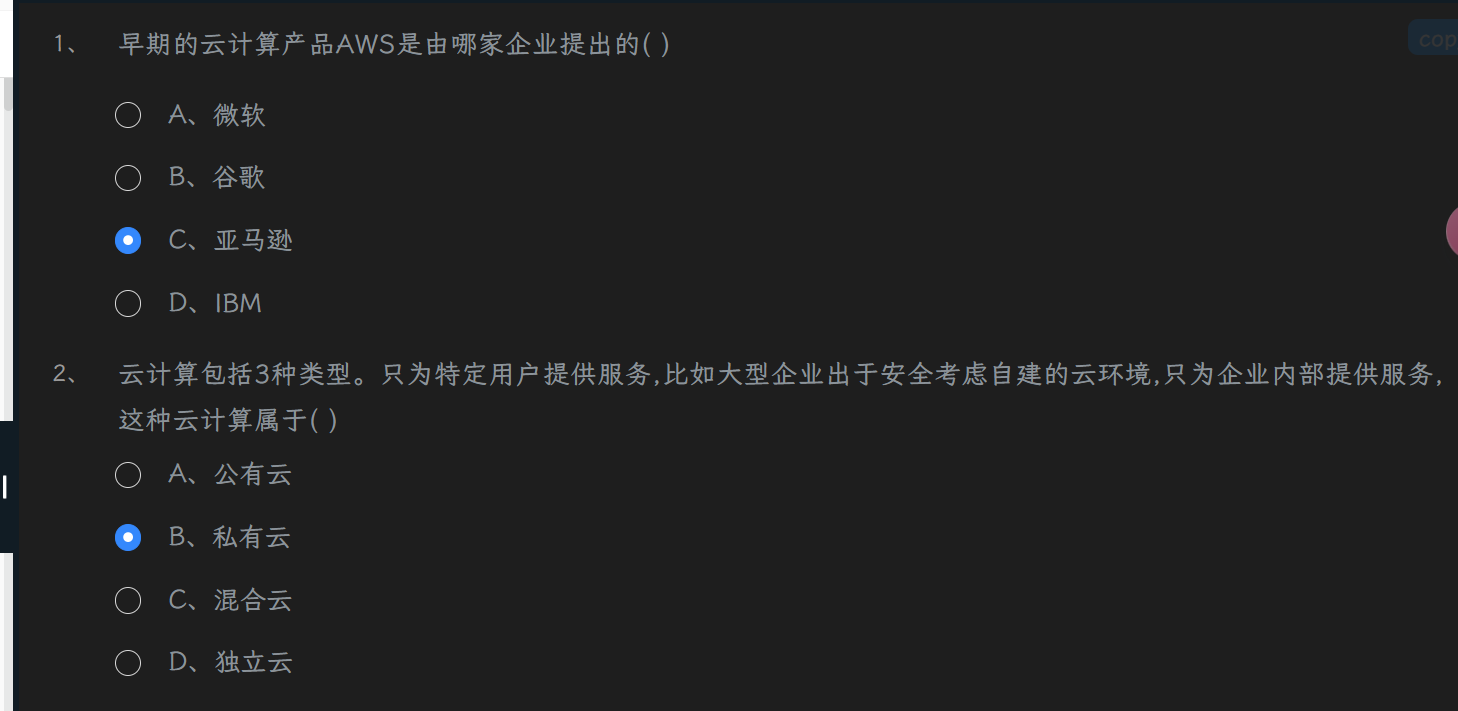 1、 早期的云计算产品AWS是由哪家企业提出的( )
cop
A、微软
B、谷歌
C、亚马逊
D、IBM
2、 云计算包括3种类型。只为特定用户提供服务,比如大型企业出于安全考虑自建的云环境,只为企业内部提供服务,
这种云计算属于( )
A、公有云
B、私有云
C、混合云
D、独立云